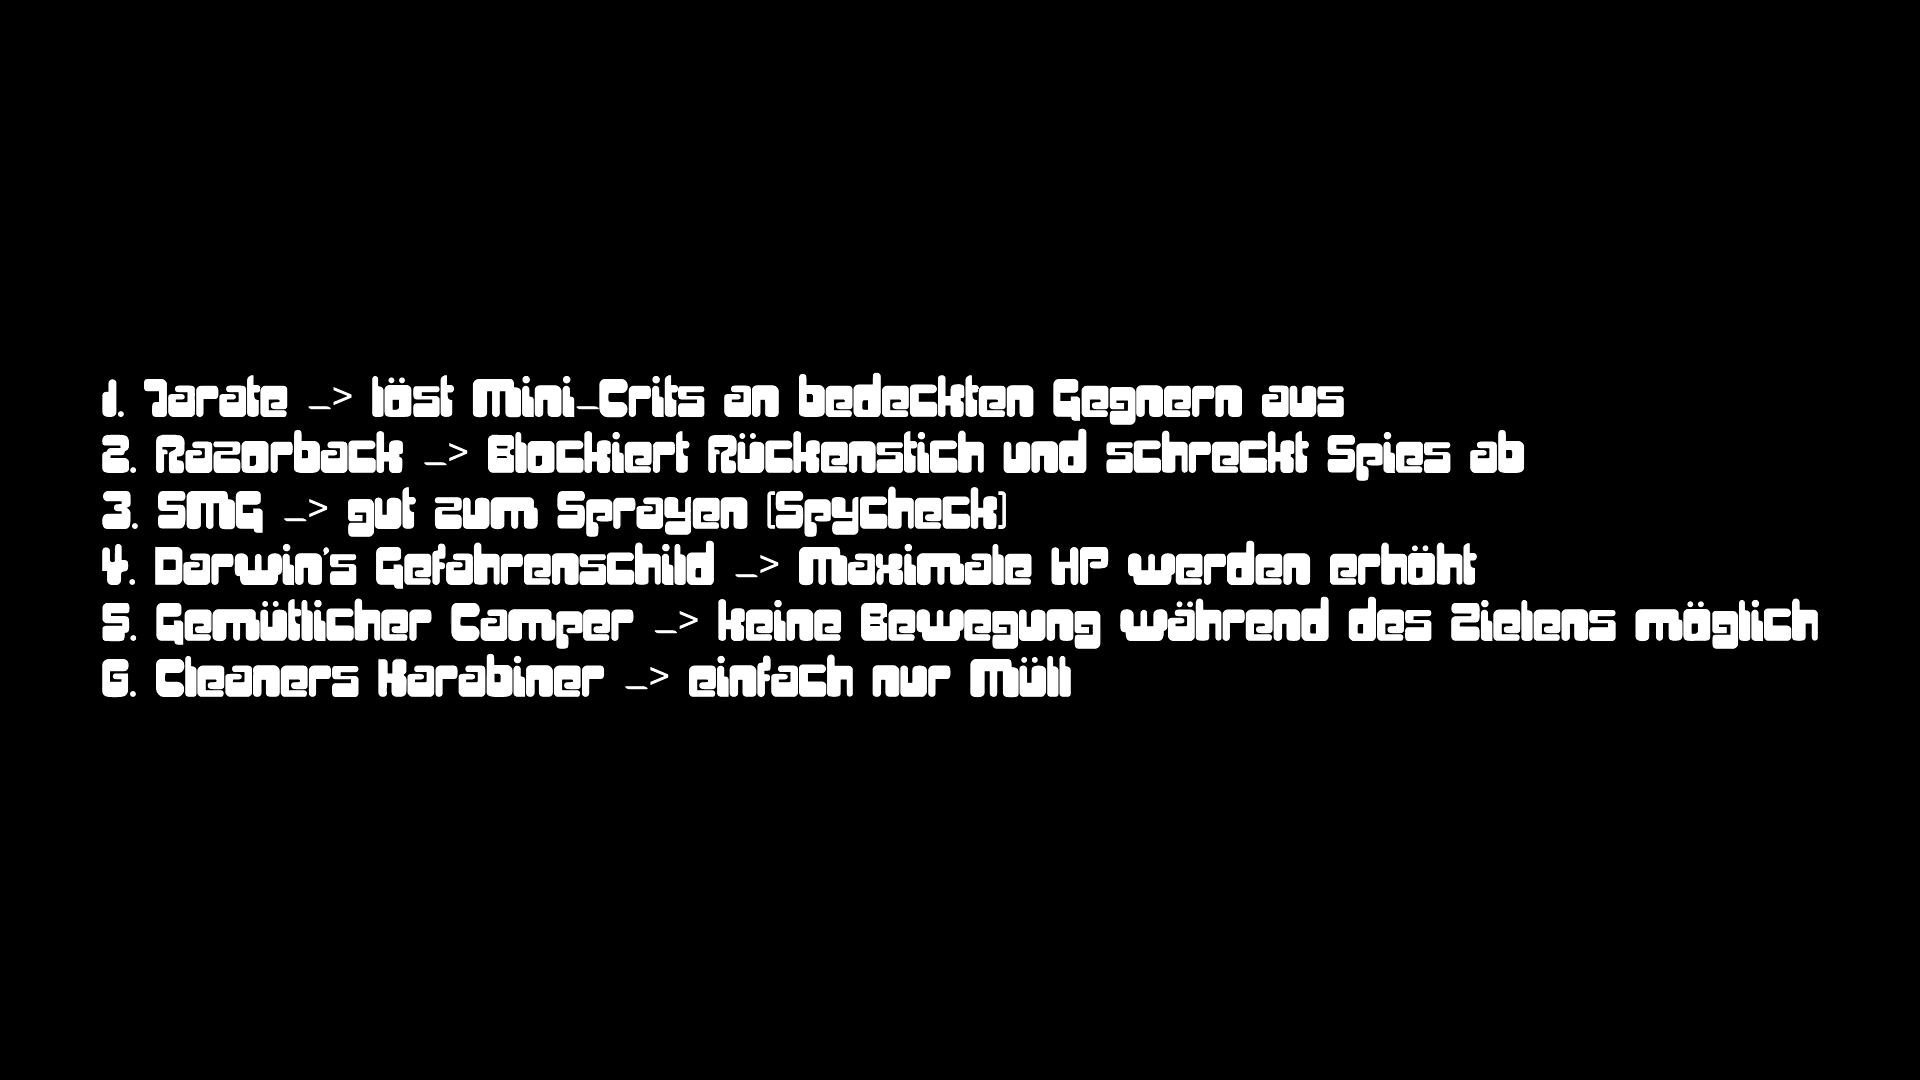 1. Jarate -> löst Mini-Crits an bedeckten Gegnern aus
2. Razorback -> Blockiert Rückenstich und schreckt Spies ab
3. SMG -> gut zum Sprayen (Spycheck)
4. Darwin's Gefahrenschild -> Maximale HP werden erhöht
5. Gemütlicher Camper -> keine Bewegung während des Zielens möglich
6. Cleaners Karabiner -> einfach nur Müll